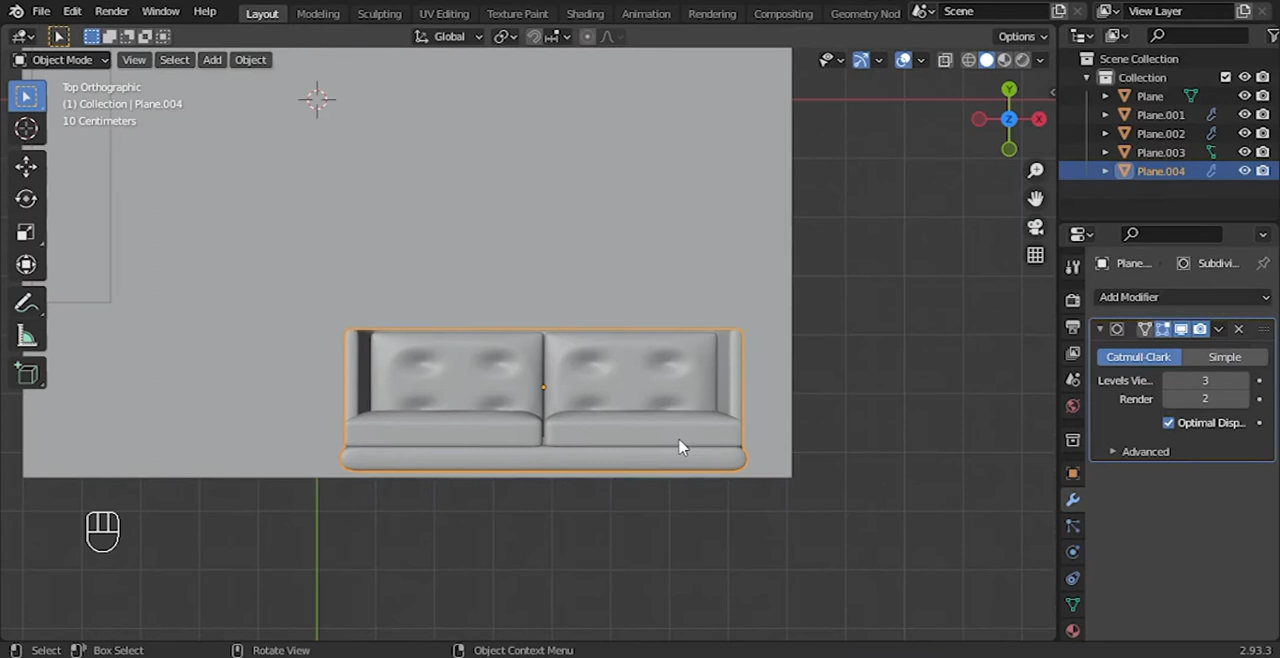 File Edit Render Window Help Layout Modeling Sculpting UV Editing Texture Paint Shading Animation Rendering Compositing Geometry Nod Scene View Layer
Global Options
Object Mode View Select Add Object
Top Orthographic
(1) Collection | Plane.004
10 Centimeters
Y
Z
X
Scene Collection
Collection
Plane
Plane.001
Plane.002
Plane.003
Plane.004
Plane... Subdivi...
Add Modifier
Catmull-Clark Simple
Levels Vie... 3
Render 2
Optimal Disp...
Advanced
Select Box Select Rotate View Object Context Menu 2.93.3